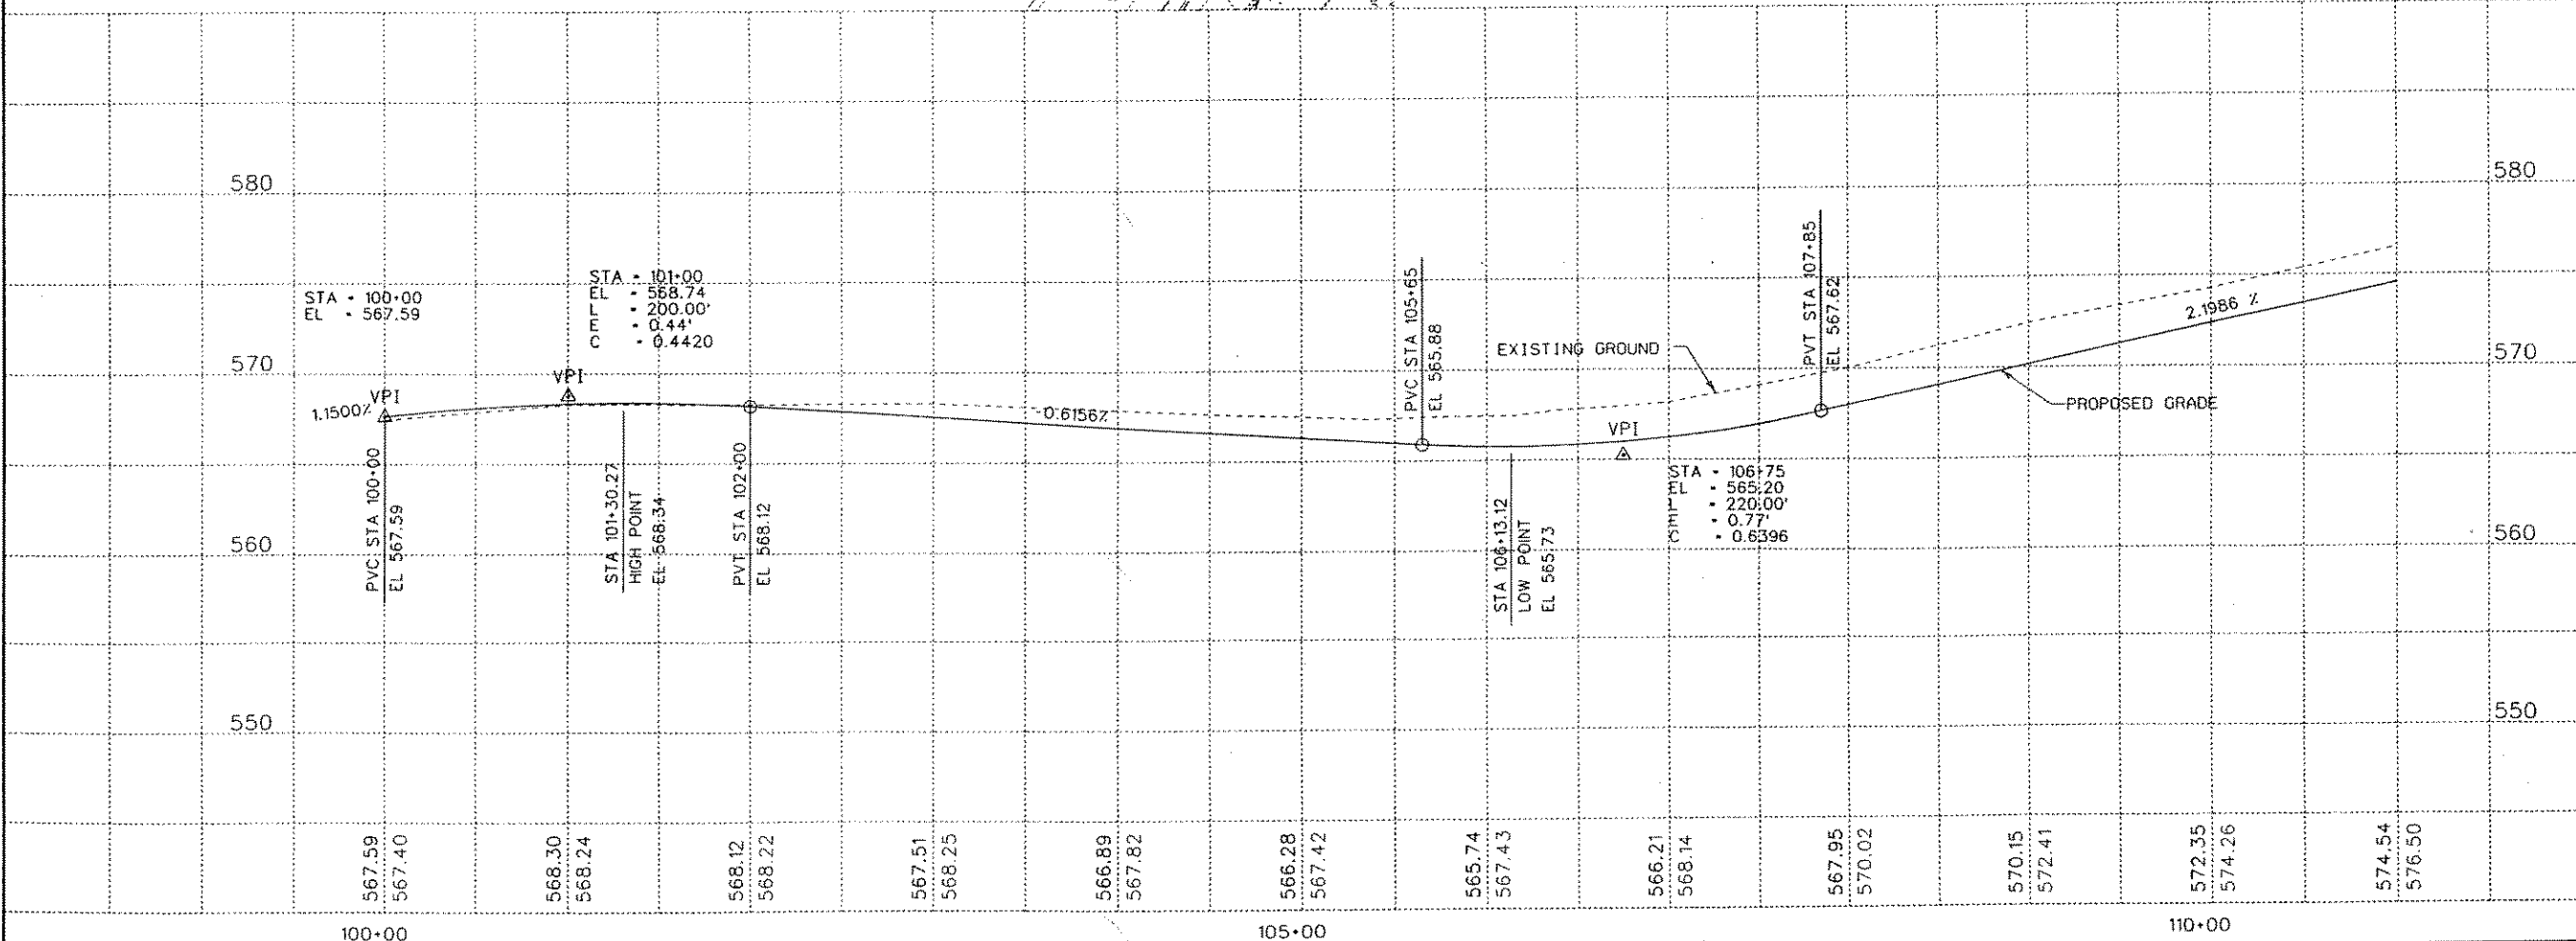 580
580
STA = 100+00
EL = 567.59
STA = 101+00
EL = 568.74
L = 200.00'
E = 0.44'
C = 0.4420
570
570
VPI
VPI
1.1500%
PVC STA 100+00
EL 567.59
STA 101+30.27
HIGH POINT
EL 568.34
PVT STA 102+00
EL 568.12
0.6156%
PVC STA 105+65
EL 565.88
EXISTING GROUND
PVT STA 107+85
EL 567.62
2.1986 %
PROPOSED GRADE
VPI
STA = 106+75
EL = 565.20
L = 220.00'
E = 0.77'
C = 0.6396
STA 106+13.12
LOW POINT
EL 565.73
560
560
550
550
567.59
567.40
568.30
568.24
568.12
568.22
567.51
568.25
566.89
567.82
566.28
567.42
565.74
567.43
566.21
568.14
567.95
570.02
570.15
572.41
572.35
574.26
574.54
576.50
100+00
105+00
110+00